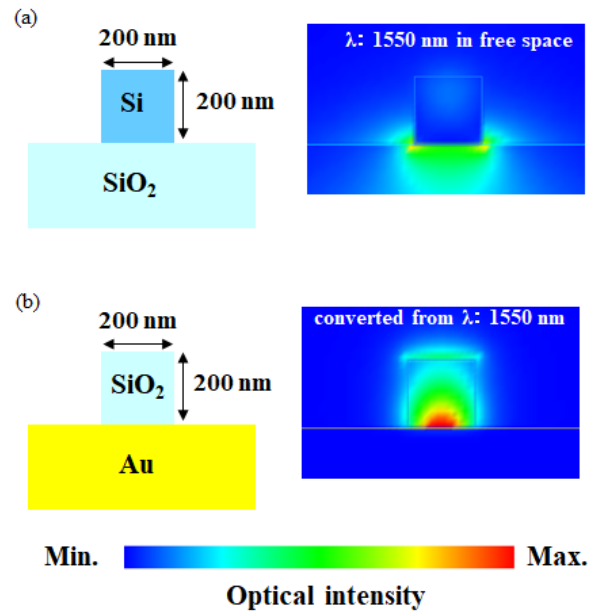 (a)
200 nm
λ: 1550 nm in free space
Si
200 nm
SiO₂
(b)
200 nm
converted from λ: 1550 nm
SiO₂
200 nm
Au
Min.
Max.
Optical intensity